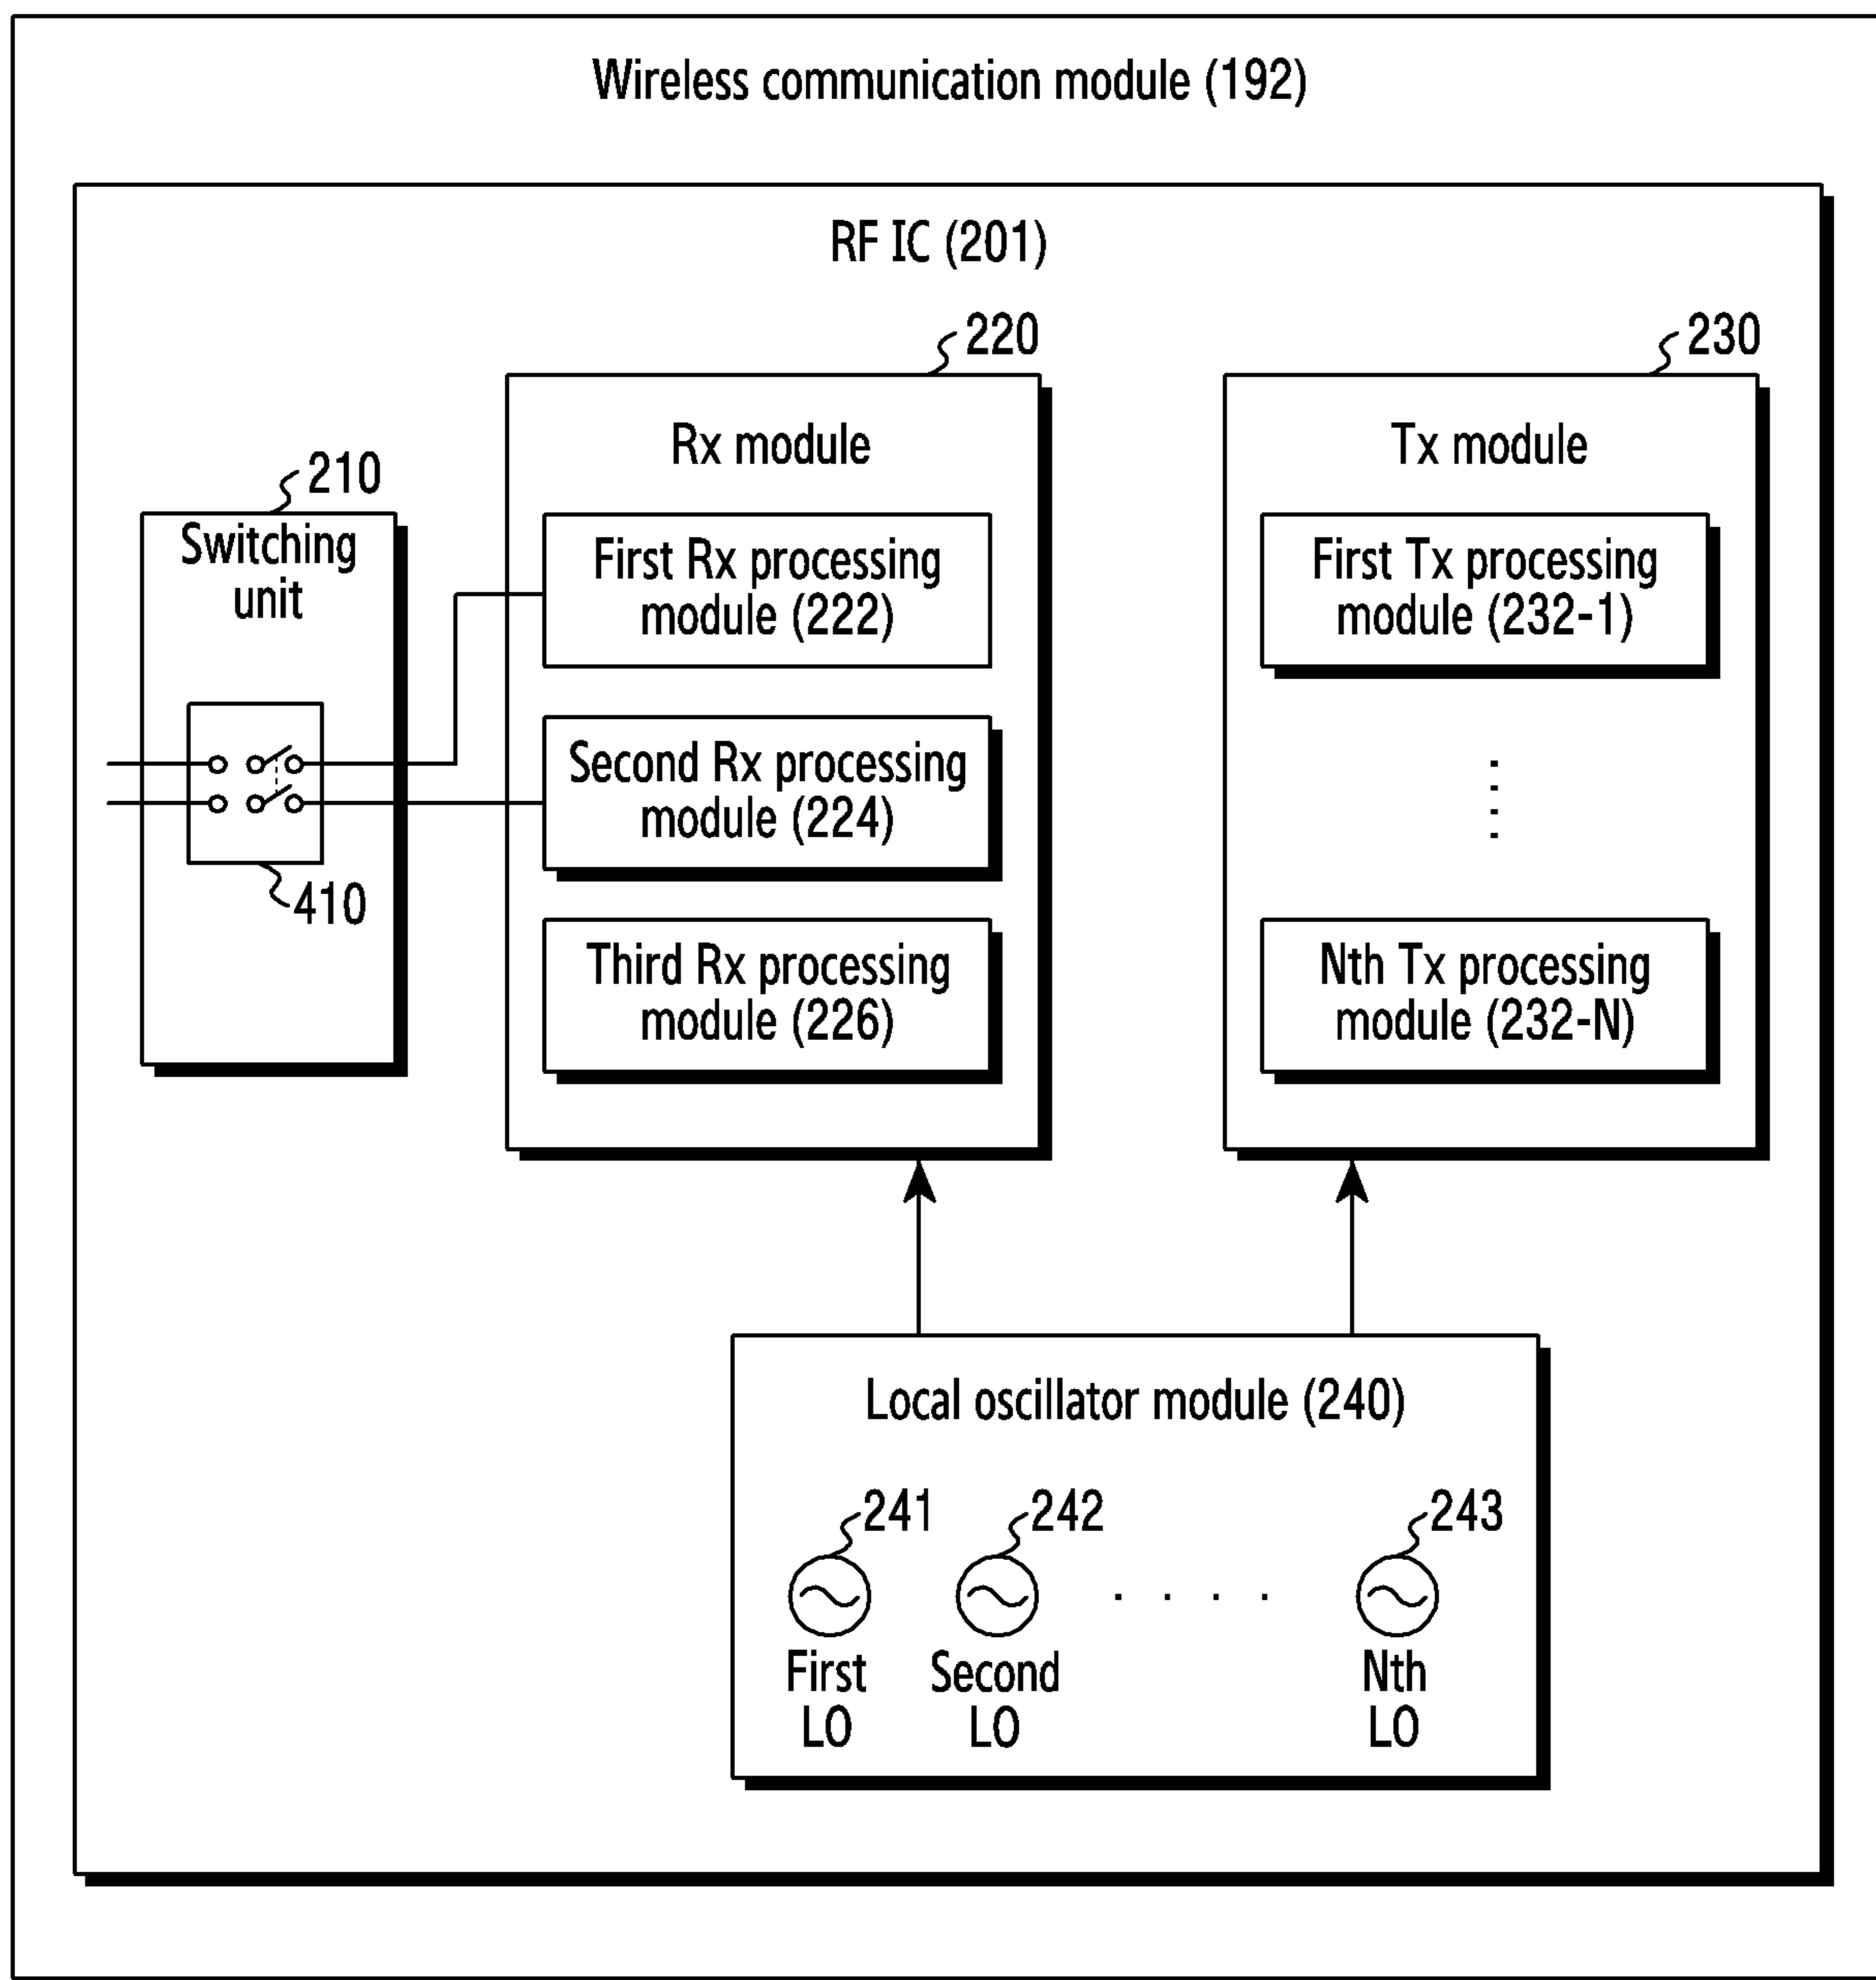 Wireless communication module (192)
RF IC (201)
220
230
Rx module
Tx module
210
Switching
unit
First Rx processing
module (222)
First Tx processing
module (232-1)
Second Rx processing
module (224)
410
Third Rx processing
module (226)
Nth Tx processing
module (232-N)
Local oscillator module (240)
241
242
243
First
LO
Second
LO
Nth
LO